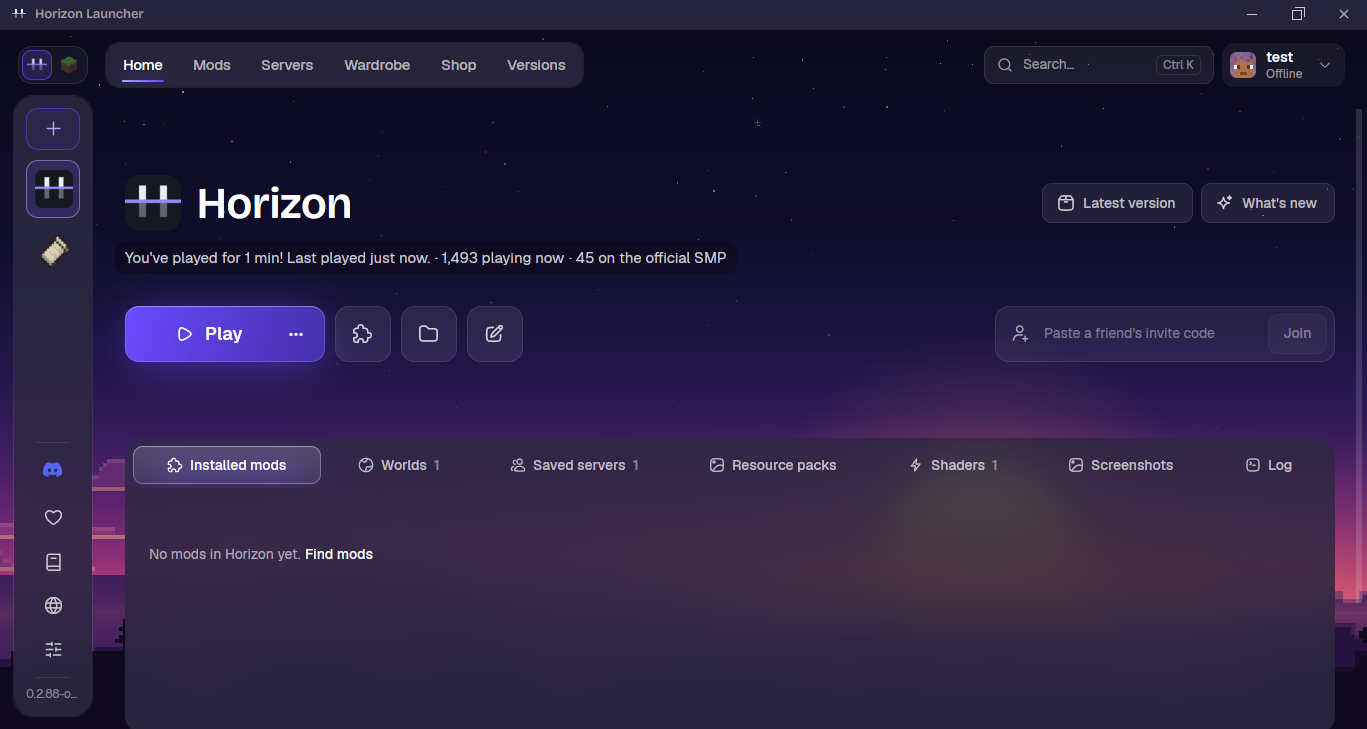 Horizon Launcher
Home Mods Servers Wardrobe Shop Versions
Search... Ctrl K
test
Offline
Horizon
Latest version
What's new
You've played for 1 min! Last played just now. · 1,493 playing now · 45 on the official SMP
Play
Paste a friend's invite code
Join
Installed mods
Worlds 1
Saved servers 1
Resource packs
Shaders 1
Screenshots
Log
No mods in Horizon yet. Find mods
0.2.88-o...